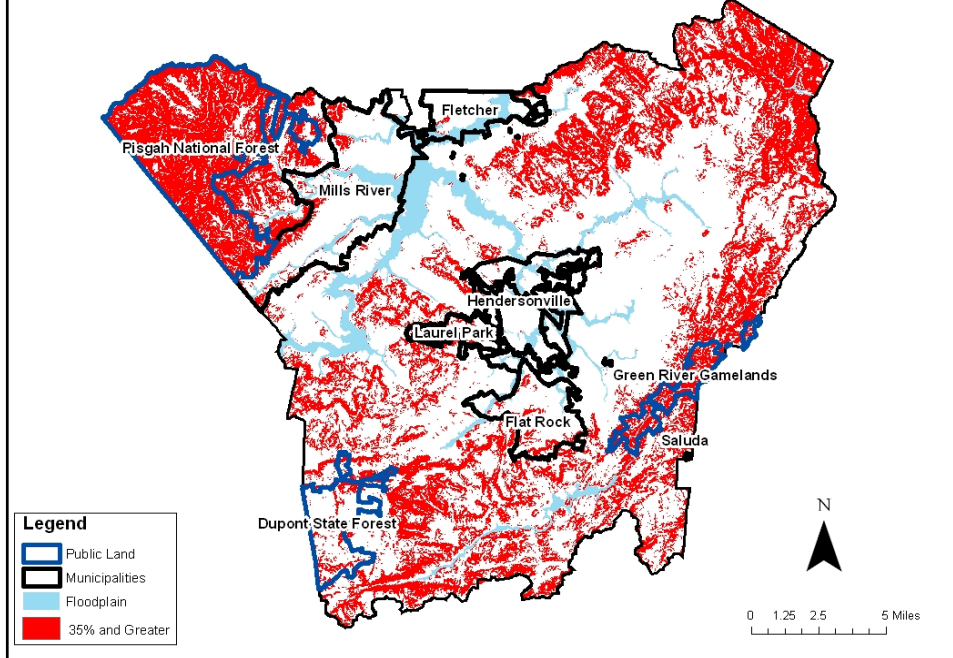 Fletcher
Pisgah National Forest
Mills River
Hendersonville
Laurel Park
Green River Gamelands
Flat Rock
Saluda
Dupont State Forest
Legend
Public Land
Municipalities
Floodplain
35% and Greater
N
0 1.25 2.5 5 Miles